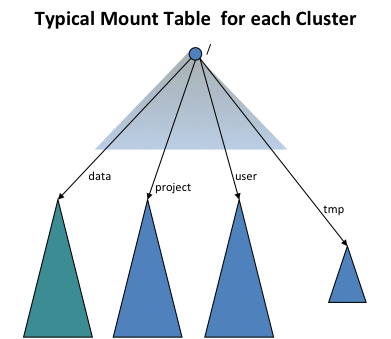 Typical Mount Table for each Cluster
/
data
project
user
tmp